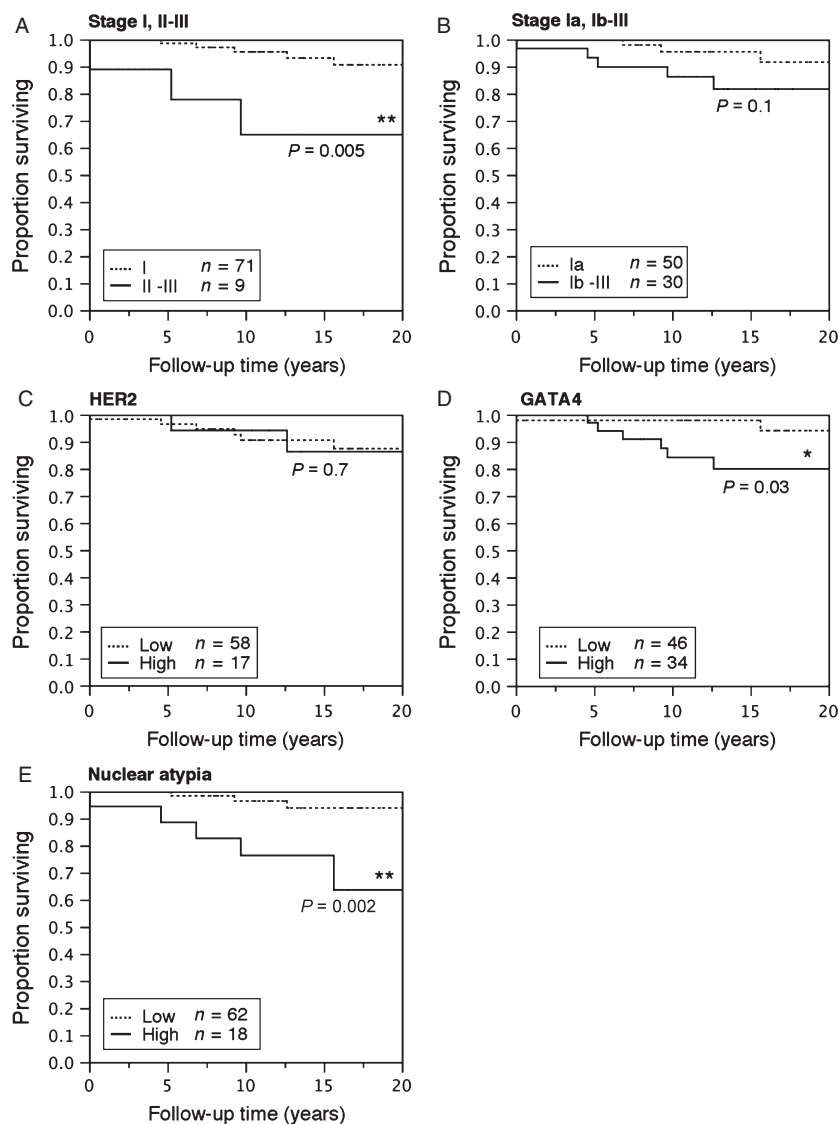 A
Stage I, II-III
1.0
0.9
0.8
0.7
0.6
0.5
0.4
0.3
0.2
0.1
0.0
Proportion surviving
**
P = 0.005
I n = 71
II -III n = 9
0 5 10 15 20
Follow-up time (years)
B
Stage Ia, Ib-III
1.0
0.9
0.8
0.7
0.6
0.5
0.4
0.3
0.2
0.1
0.0
Proportion surviving
P = 0.1
Ia n = 50
Ib -III n = 30
0 5 10 15 20
Follow-up time (years)
C
HER2
1.0
0.9
0.8
0.7
0.6
0.5
0.4
0.3
0.2
0.1
0.0
Proportion surviving
P = 0.7
Low n = 58
High n = 17
0 5 10 15 20
Follow-up time (years)
D
GATA4
1.0
0.9
0.8
0.7
0.6
0.5
0.4
0.3
0.2
0.1
0.0
Proportion surviving
*
P = 0.03
Low n = 46
High n = 34
0 5 10 15 20
Follow-up time (years)
E
Nuclear atypia
1.0
0.9
0.8
0.7
0.6
0.5
0.4
0.3
0.2
0.1
0.0
Proportion surviving
**
P = 0.002
Low n = 62
High n = 18
0 5 10 15 20
Follow-up time (years)